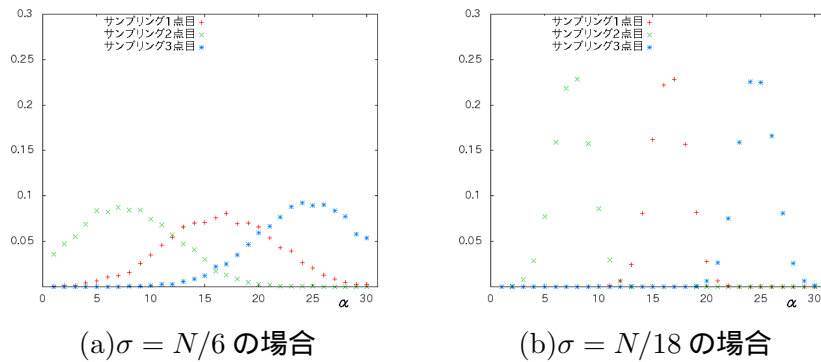 0.3
0.25
0.2
0.15
0.1
0.05
サンプリング1点目
サンプリング2点目
サンプリング3点目
0 5 10 15 20 25 α 30
(a)σ = N/6 の場合
0.3
0.25
0.2
0.15
0.1
0.05
サンプリング1点目
サンプリング2点目
サンプリング3点目
0 5 10 15 20 25 α 30
(b)σ = N/18 の場合